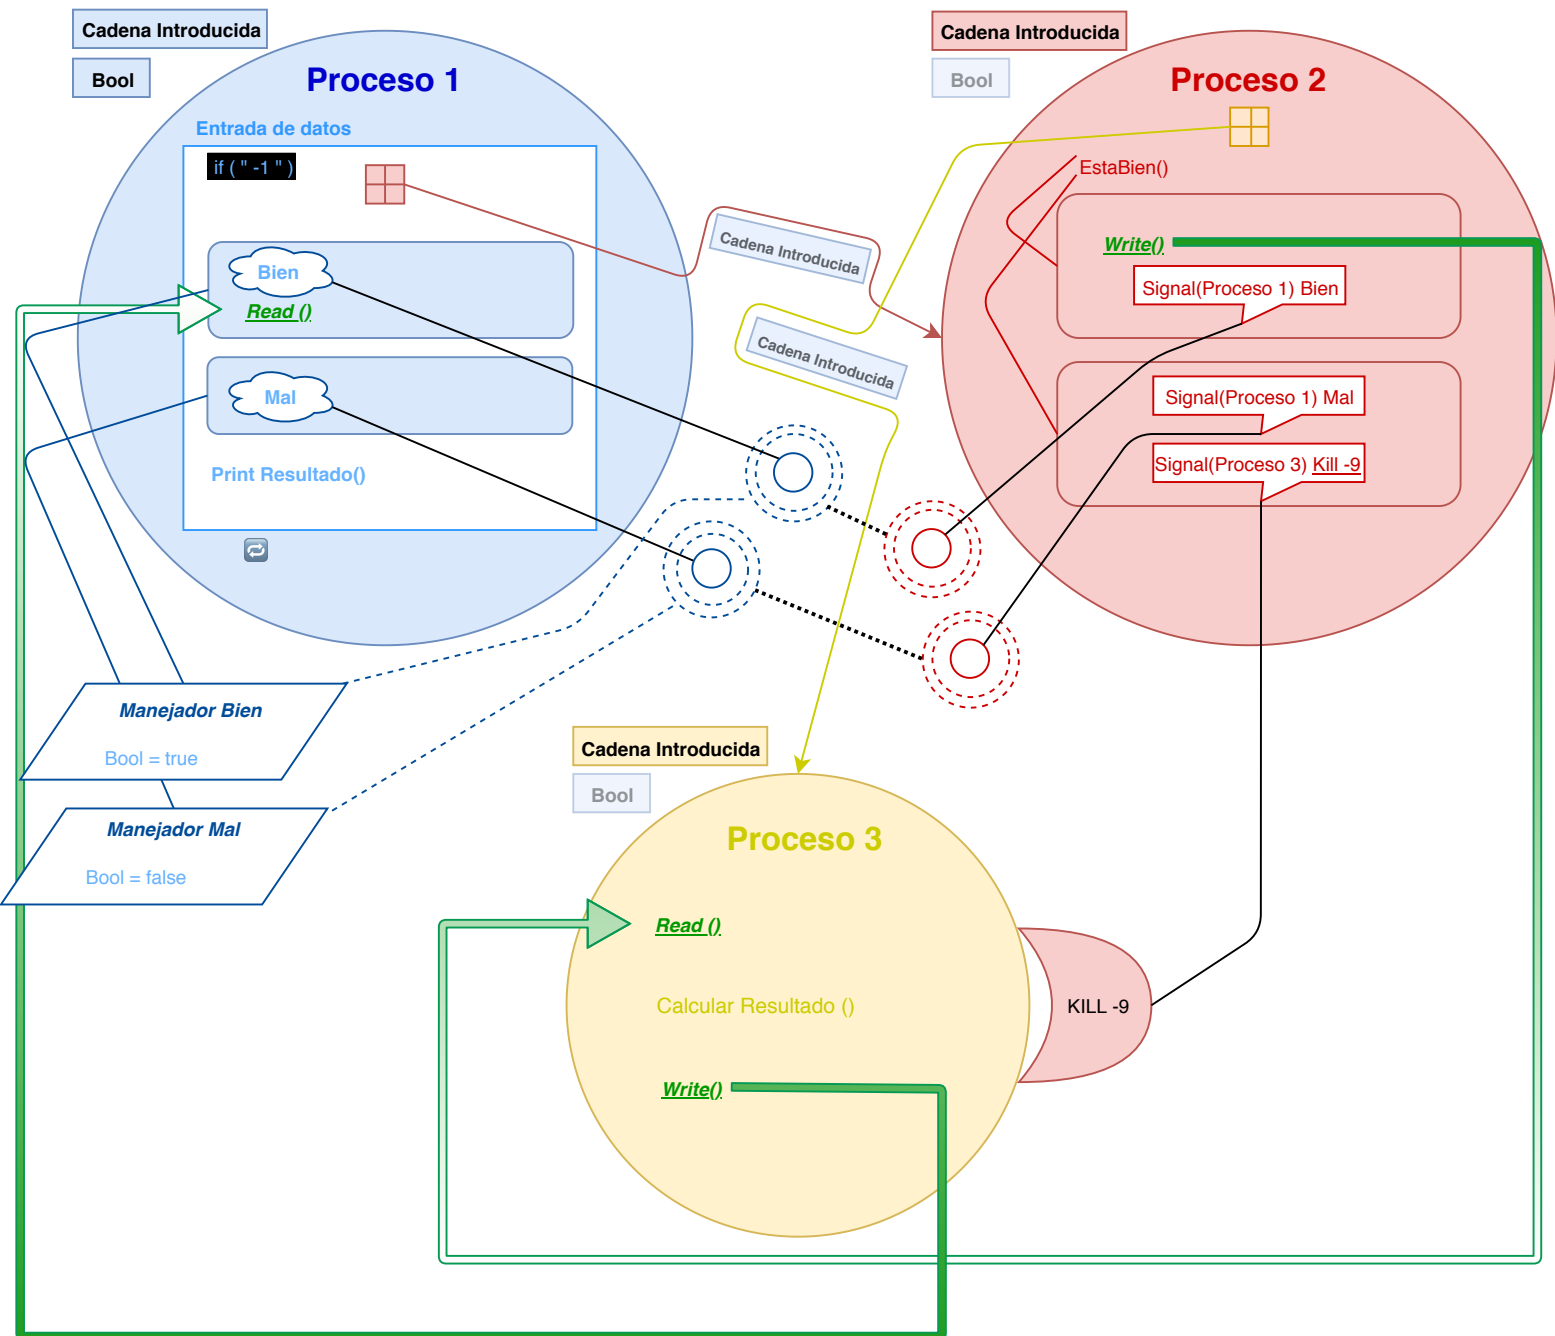 Cadena Introducida
Bool
Proceso 1
Entrada de datos
if ( " -1 " )
Bien
Read ()
Mal
Print Resultado()
Manejador Bien
Bool = true
Manejador Mal
Bool = false
Cadena Introducida
Cadena Introducida
Cadena Introducida
Bool
Proceso 2
EstaBien()
Write()
Signal(Proceso 1) Bien
Signal(Proceso 1) Mal
Signal(Proceso 3) Kill -9
Cadena Introducida
Bool
Proceso 3
Read ()
Calcular Resultado ()
Write()
KILL -9